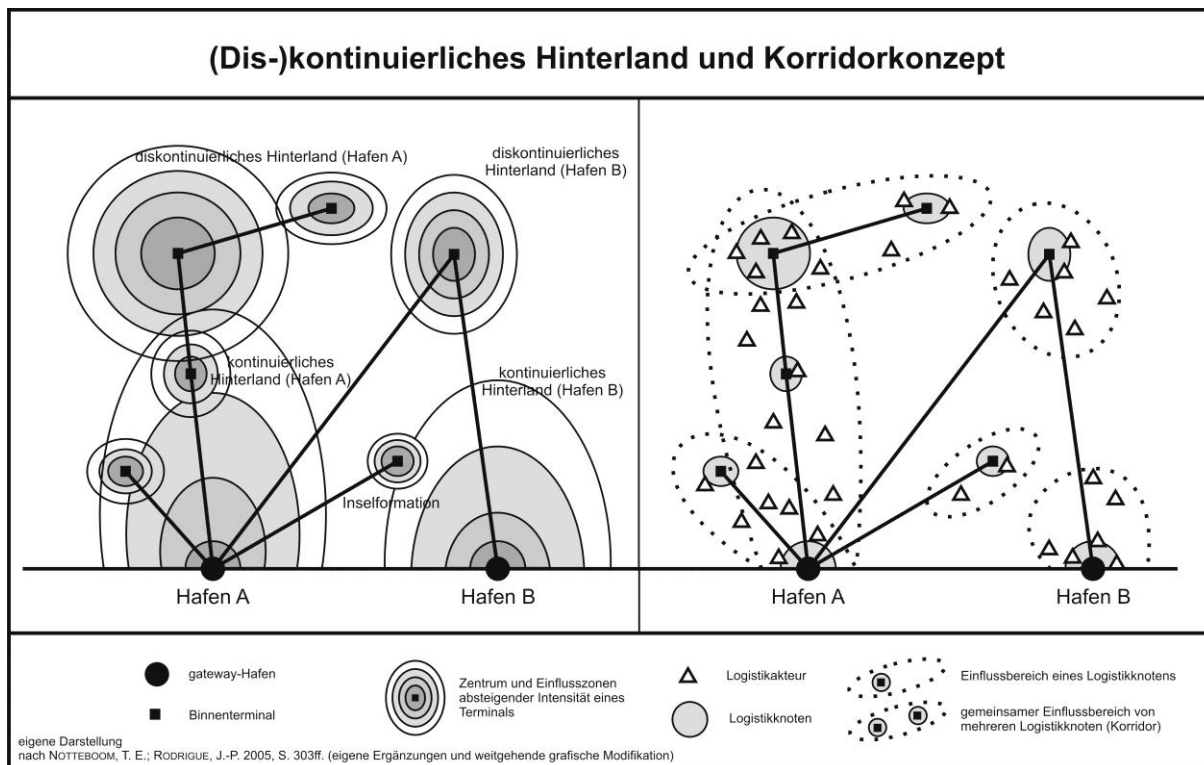 (Dis-)kontinuierliches Hinterland und Korridorkonzept
diskontinuierliches Hinterland (Hafen A)
diskontinuierliches
Hinterland (Hafen B)
kontinuierliches
Hinterland (Hafen A)
kontinuierliches
Hinterland (Hafen B)
Inselformation
Hafen A
Hafen B
Hafen A
Hafen B
gateway-Hafen
Binnenterminal
Zentrum und Einflusszonen
absteigender Intensität eines
Terminals
Logistikakteur
Logistikknoten
Einflussbereich eines Logistikknotens
gemeinsamer Einflussbereich von
mehreren Logistikknoten (Korridor)
eigene Darstellung
nach NOTTEBOOM, T. E.; RODRIGUE, J.-P. 2005, S. 303ff. (eigene Ergänzungen und weitgehende grafische Modifikation)